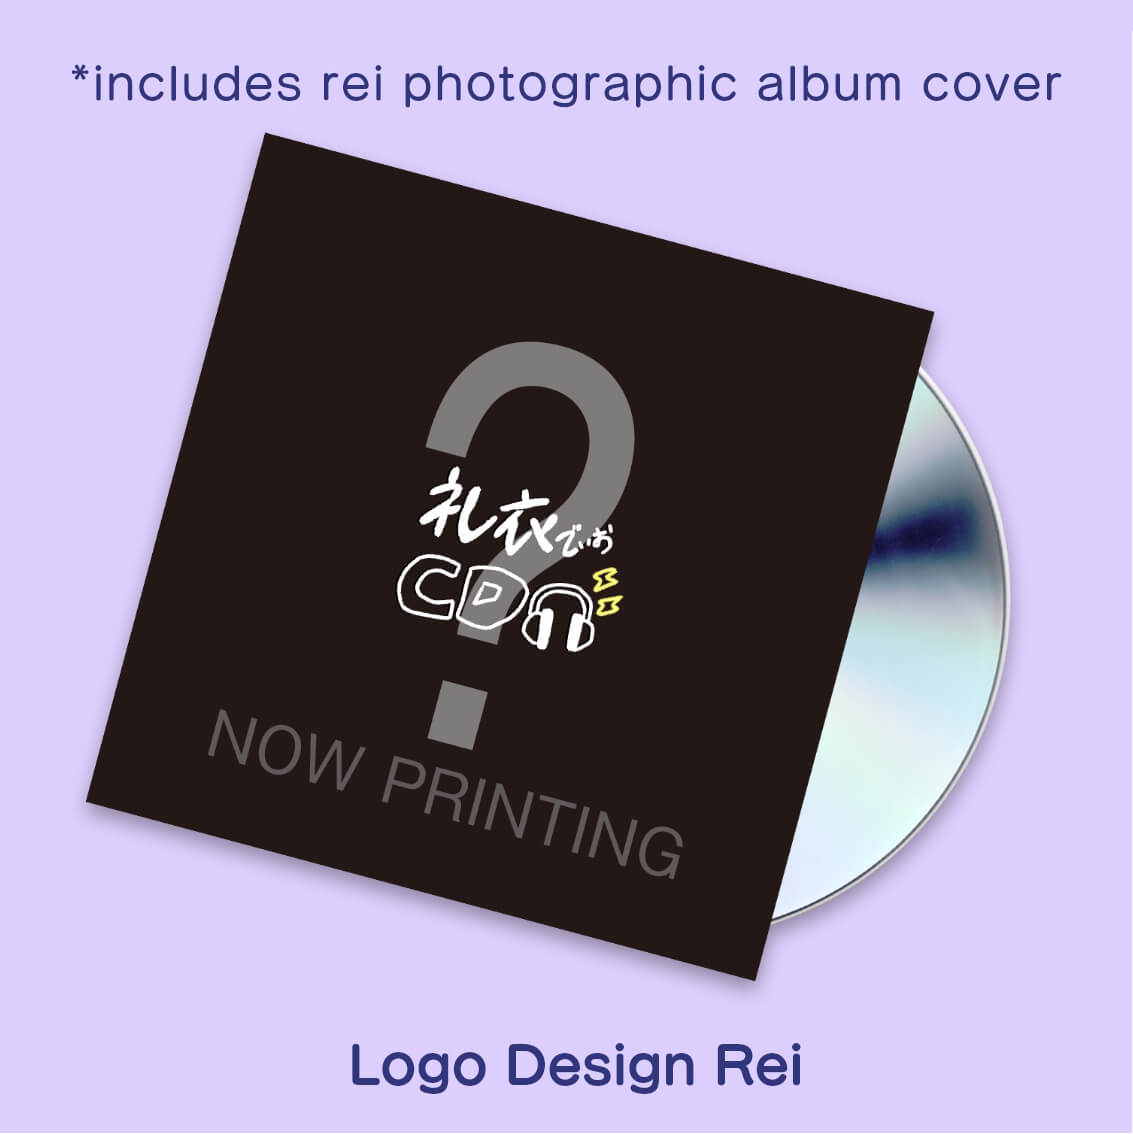 *includes rei photographic album cover
?
礼衣でぃお
CD
NOW PRINTING
Logo Design Rei